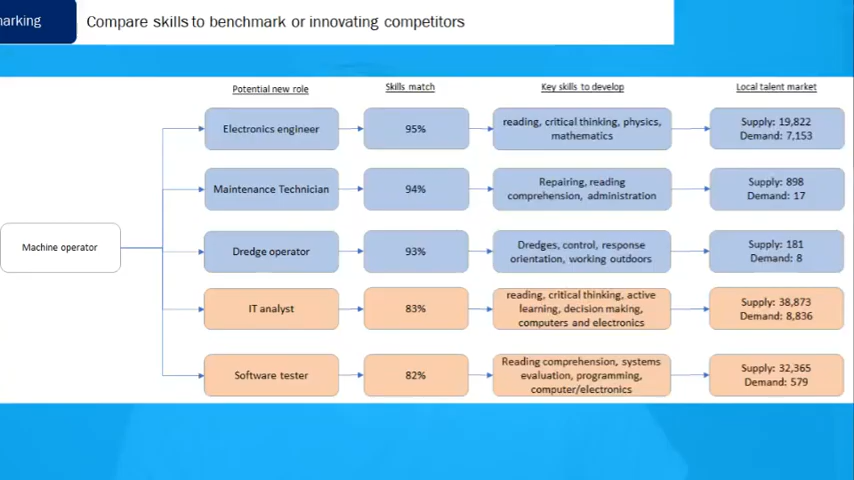 marking
Compare skills to benchmark or innovating competitors
Potential new role
Skills match
Key skills to develop
Local talent market
Machine operator
Electronics engineer
95%
reading, critical thinking, physics,
mathematics
Supply: 19,822
Demand: 7,153
Maintenance Technician
94%
Repairing, reading
comprehension, administration
Supply: 898
Demand: 17
Dredge operator
93%
Dredges, control, response
orientation, working outdoors
Supply: 181
Demand: 8
IT analyst
83%
reading, critical thinking, active
learning, decision making,
computers and electronics
Supply: 38,873
Demand: 8,836
Software tester
82%
Reading comprehension, systems
evaluation, programming,
computer/electronics
Supply: 32,365
Demand: 579